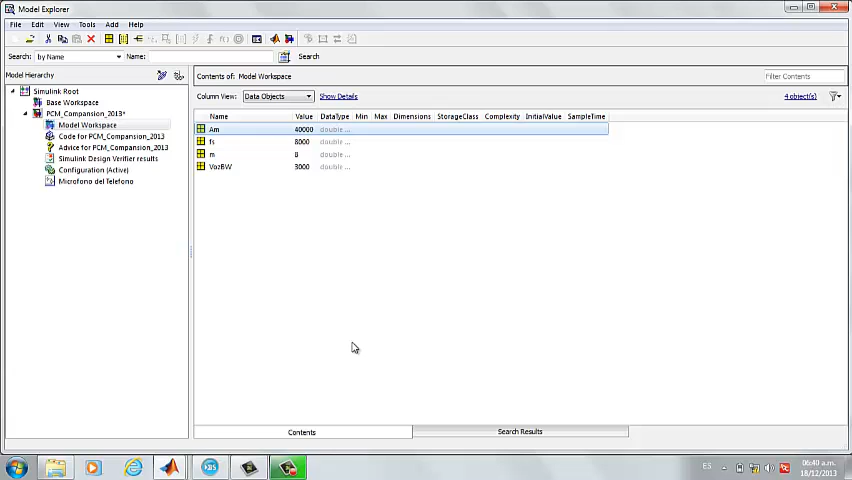 Model Explorer
File Edit View Tools Add Help
Search: by Name Name: Search
Model Hierarchy
Contents of: Model Workspace
Filter Contents
Column View: Data Objects Show Details
4 object(s)
Simulink Root
Base Workspace
PCM_Compansion_2013*
Model Workspace
Code for PCM_Compansion_2013
Advice for PCM_Compansion_2013
Simulink Design Verifier results
Configuration (Active)
Microfono del Telefono
Name Value DataType Min Max Dimensions StorageClass Complexity InitialValue SampleTime
Am 40000 double ...
fs 8000 double ...
m 8 double ...
VozBW 3000 double ...
Contents
Search Results
ES
06:40 a.m.
18/12/2013